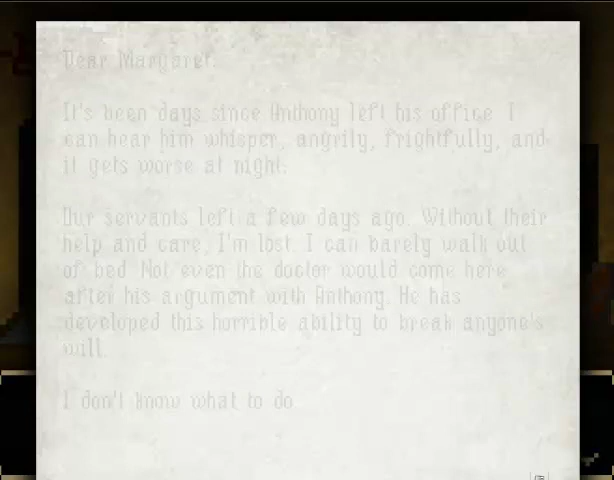 Dear Margaret.
It's been days since Anthony left his office. I
can hear him whisper, angrily, frightfully, and
it gets worse at night.
Our servants left a few days ago. Without their
help and care, I'm lost. I can barely walk out
of bed. Not even the doctor would come here
after his argument with Anthony. He has
developed this horrible ability to break anyone's
will.
I don't know what to do.